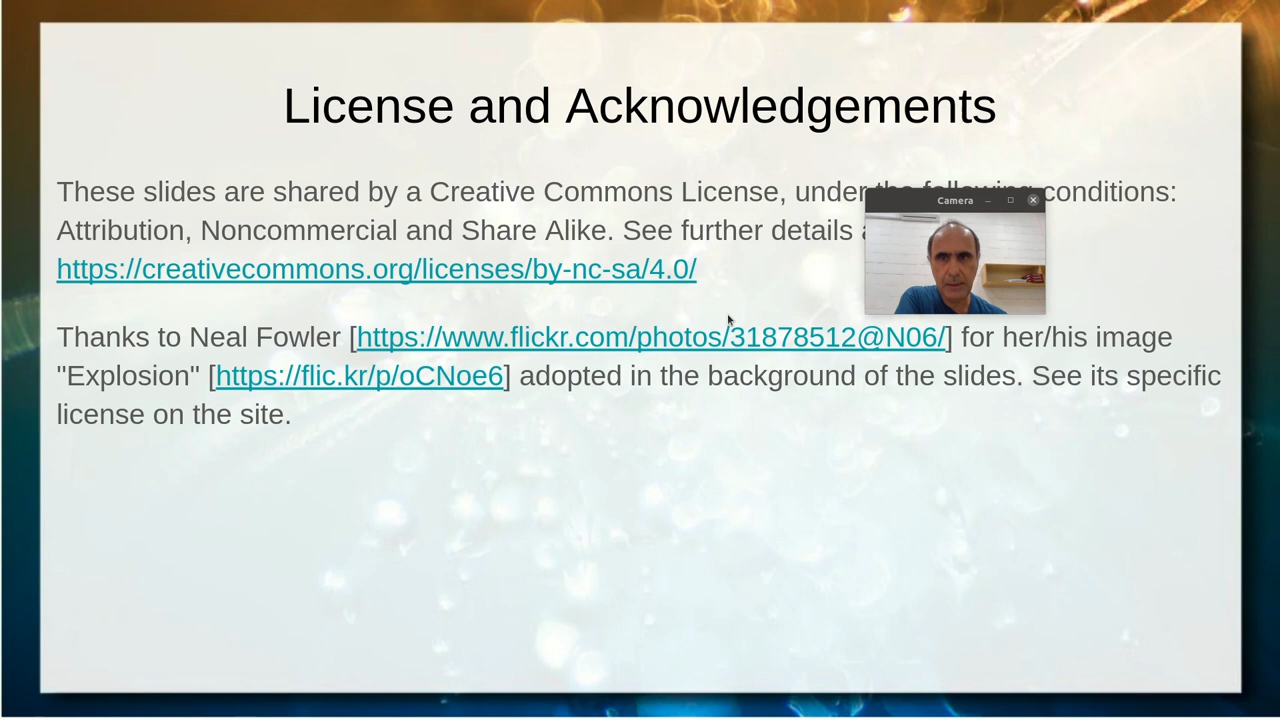 License and Acknowledgements
These slides are shared by a Creative Commons License, under the following conditions:
Camera
Attribution, Noncommercial and Share Alike. See further details
https://creativecommons.org/licenses/by-nc-sa/4.0/
Thanks to Neal Fowler [https://www.flickr.com/photos/31878512@N06/] for her/his image
"Explosion" [https://flic.kr/p/oCNoe6] adopted in the background of the slides. See its specific
license on the site.